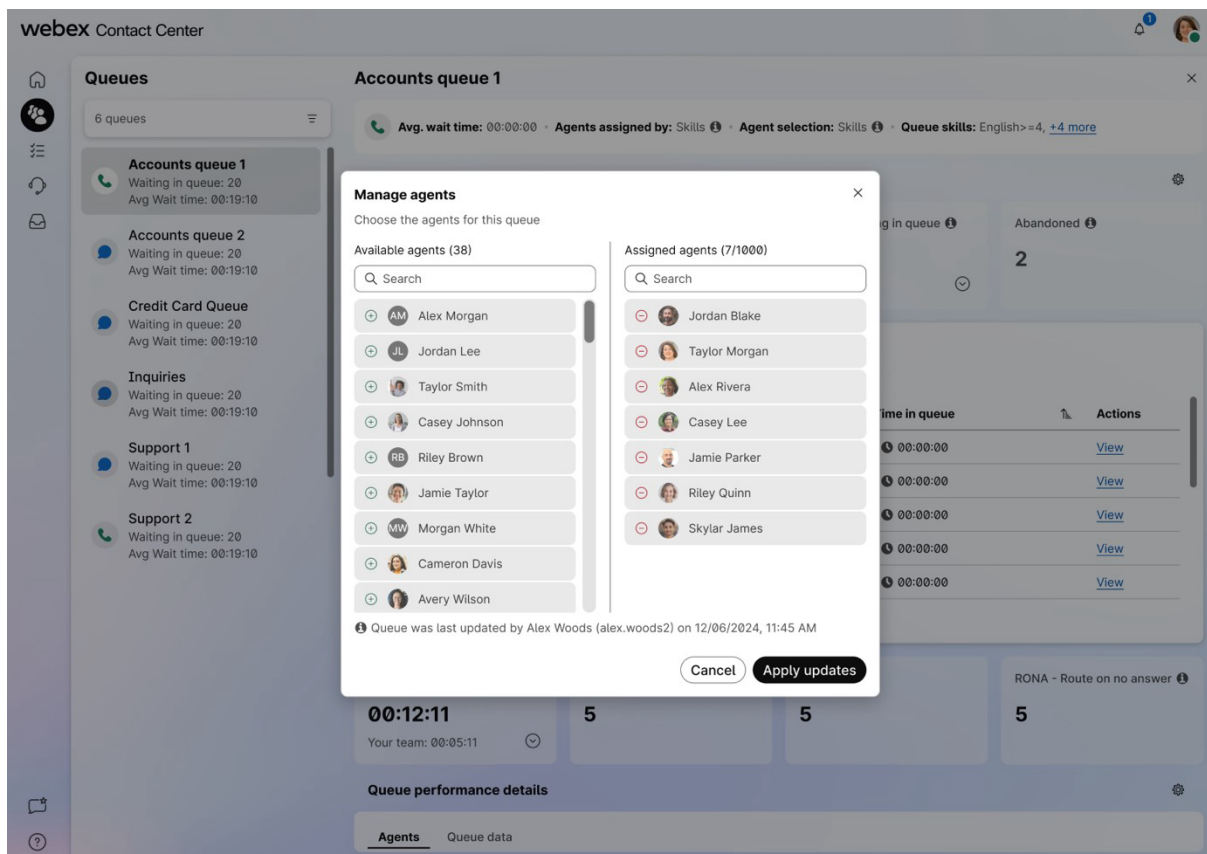 webex Contact Center
1
Queues
6 queues
Accounts queue 1
Waiting in queue: 20
Avg Wait time: 00:19:10
Accounts queue 2
Waiting in queue: 20
Avg Wait time: 00:19:10
Credit Card Queue
Waiting in queue: 20
Avg Wait time: 00:19:10
Inquiries
Waiting in queue: 20
Avg Wait time: 00:19:10
Support 1
Waiting in queue: 20
Avg Wait time: 00:19:10
Support 2
Waiting in queue: 20
Avg Wait time: 00:19:10
Accounts queue 1
Avg. wait time: 00:00:00 • Agents assigned by: Skills • Agent selection: Skills • Queue skills: English>=4, +4 more
in queue
Abandoned
2
Manage agents
Choose the agents for this queue
Available agents (38)
Search
AM Alex Morgan
JL Jordan Lee
Taylor Smith
Casey Johnson
RB Riley Brown
Jamie Taylor
MW Morgan White
Cameron Davis
Avery Wilson
Assigned agents (7/1000)
Search
Jordan Blake
Taylor Morgan
Alex Rivera
Casey Lee
Jamie Parker
Riley Quinn
Skylar James
Queue was last updated by Alex Woods (alex.woods2) on 12/06/2024, 11:45 AM
Cancel
Apply updates
in queue
Actions
00:00:00 View
00:00:00 View
00:00:00 View
00:00:00 View
00:00:00 View
00:12:11
Your team: 00:05:11
5
5
RONA - Route on no answer
5
Queue performance details
Agents
Queue data